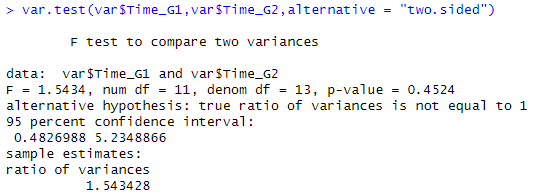 > var.test(var$Time_G1,var$Time_G2,alternative = "two.sided")
F test to compare two variances
data:  var$Time_G1 and var$Time_G2
F = 1.5434, num df = 11, denom df = 13, p-value = 0.4524
alternative hypothesis: true ratio of variances is not equal to 1
95 percent confidence interval:
0.4826988 5.2348866
sample estimates:
ratio of variances
1.543428